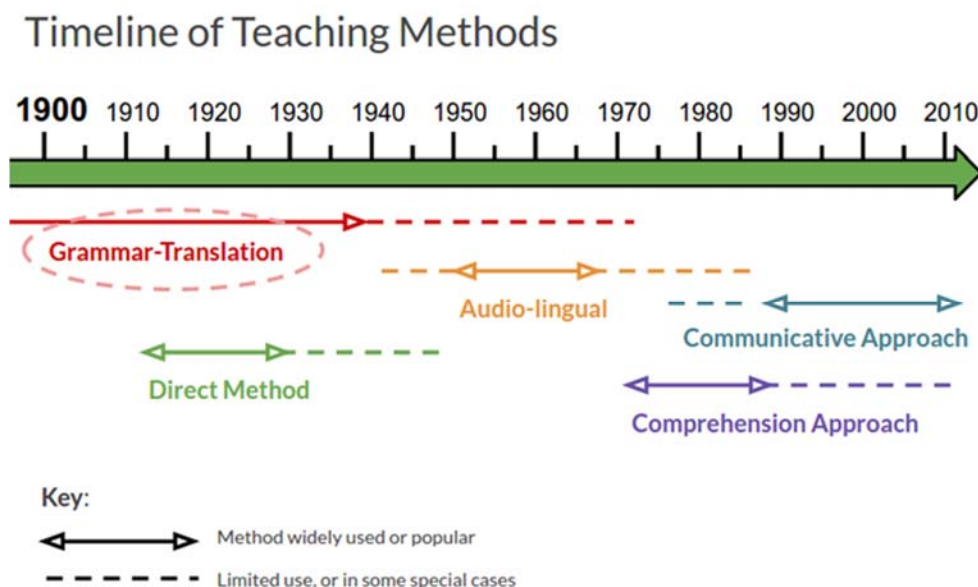 Timeline of Teaching Methods
1900 1910 1920 1930 1940 1950 1960 1970 1980 1990 2000 2010
Grammar-Translation
Audio-lingual
Communicative Approach
Direct Method
Comprehension Approach
Key:
Method widely used or popular
Limited use, or in some special cases